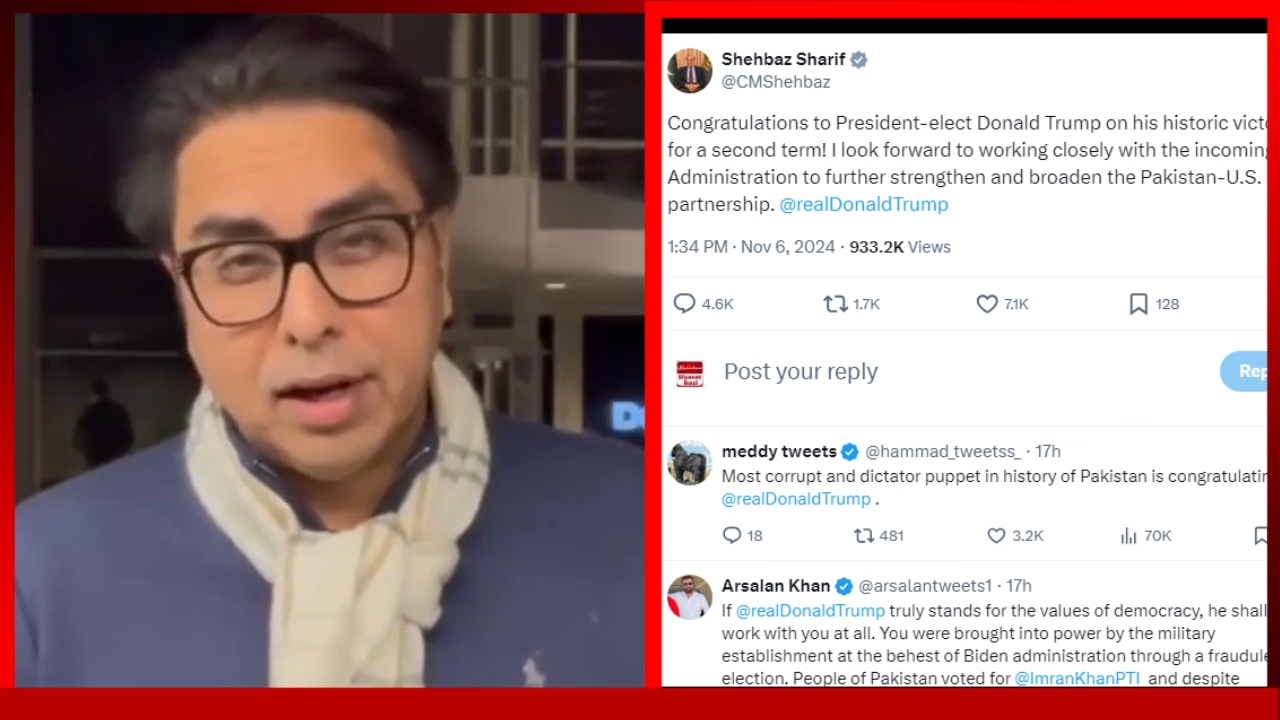 Shehbaz Sharif
@CMShehbaz
Congratulations to President-elect Donald Trump on his historic
for a second term! I look forward to working closely with the incoming
Administration to further strengthen and broaden the Pakistan-U.S.
partnership. @realDonaldTrump
1:34 PM · Nov 6, 2024 · 933.2K Views
4.6K 1.7K 7.1K 128
Post your reply
meddy tweets @hammad_tweetss_ · 17h
Most corrupt and dictator puppet in history of Pakistan is
@realDonaldTrump .
18 481 3.2K 70K
Arsalan Khan @arsalantweets1 · 17h
If @realDonaldTrump truly stands for the values of democracy, he shall
work with you at all. You were brought into power by the military
establishment at the behest of Biden administration through a
election. People of Pakistan voted for @ImranKhanPTI and despite